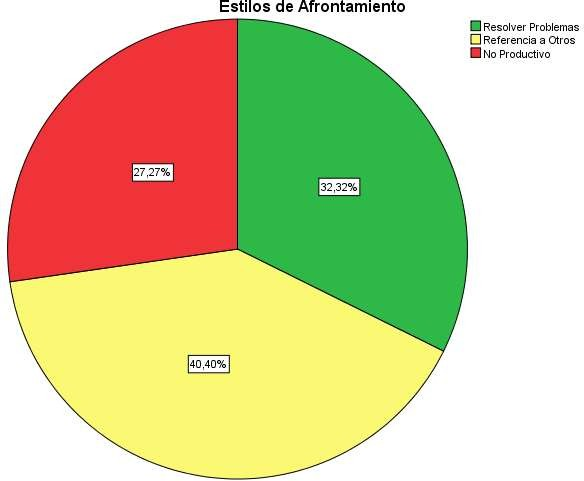 Estilos de Afrontamiento
Resolver Problemas
Referencia a Otros
No Productivo
27,27%
32,32%
40,40%